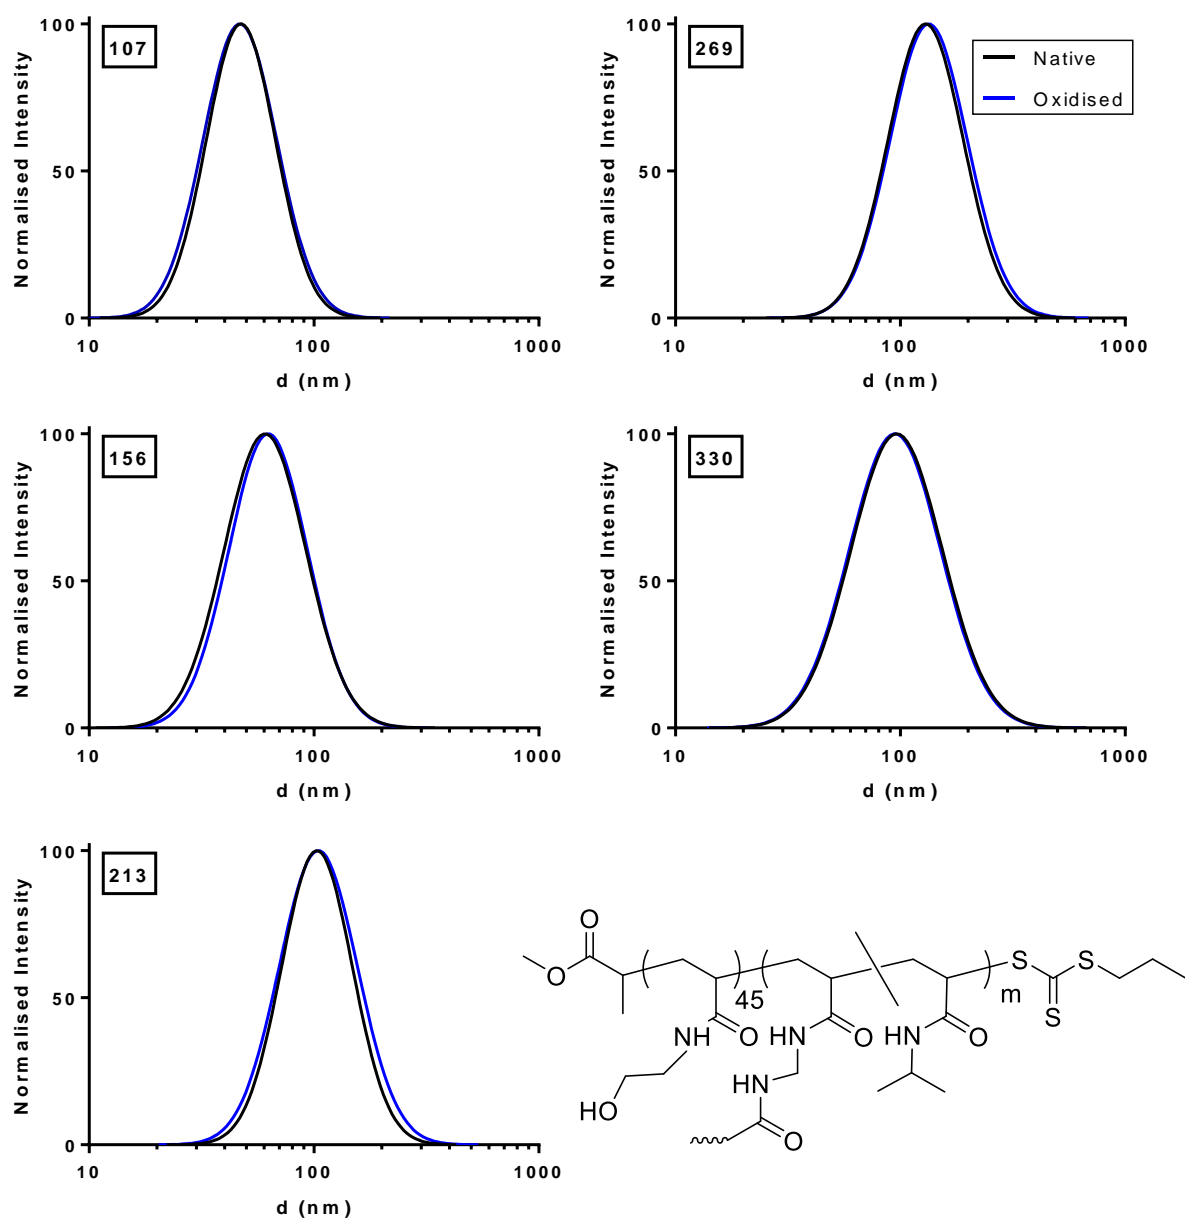 107
Normalised Intensity
100
50
0
10
100
1000
d (nm)
269
Native
Oxidised
Normalised Intensity
100
50
0
10
100
1000
d (nm)
156
Normalised Intensity
100
50
0
10
100
1000
d (nm)
330
Normalised Intensity
100
50
0
10
100
1000
d (nm)
213
Normalised Intensity
100
50
0
10
100
1000
d (nm)
O
O
45
m
S
S
S
NH
O
HN
O
HN
O
HO
HN
O